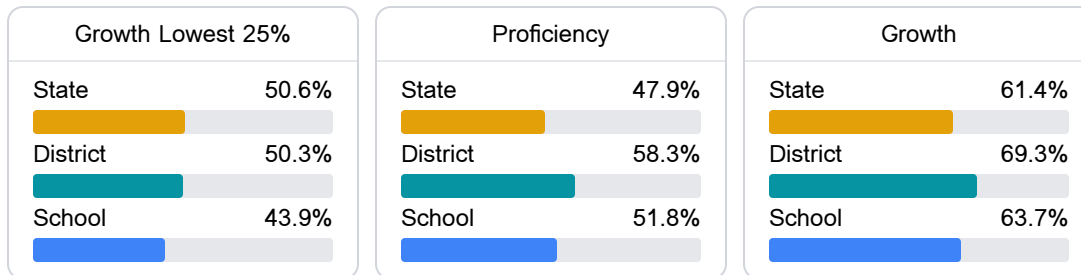 Growth Lowest 25%
State 50.6%
District 50.3%
School 43.9%
Proficiency
State 47.9%
District 58.3%
School 51.8%
Growth
State 61.4%
District 69.3%
School 63.7%